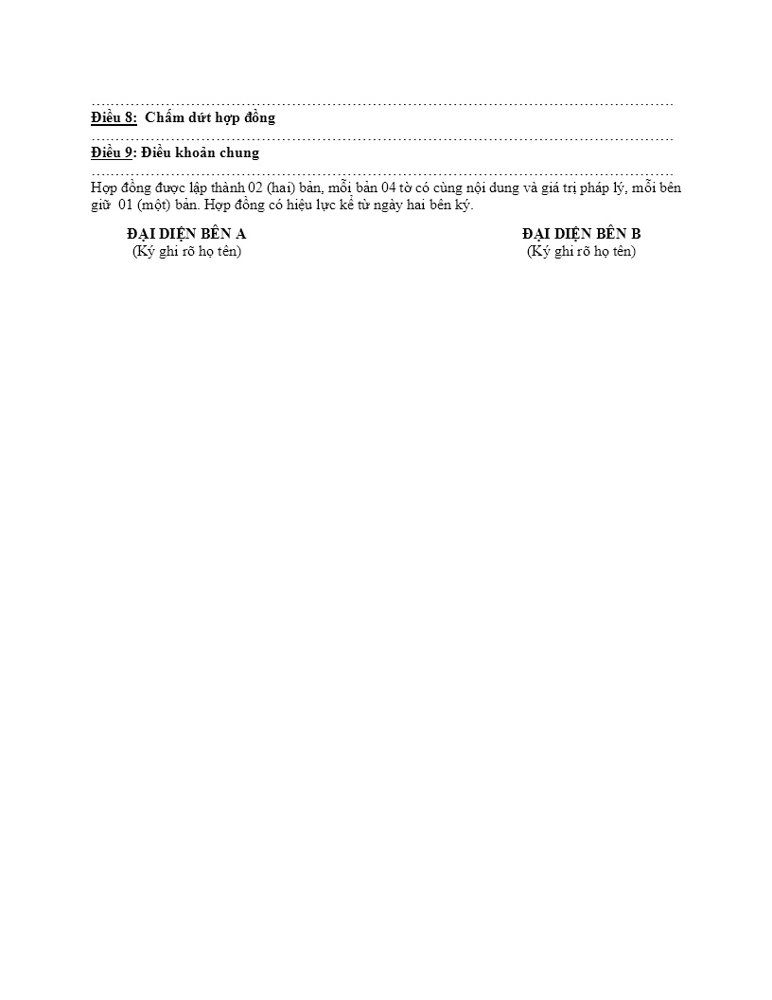 …………………………………………………………………………………………………………….
Điều 8:  Chấm dứt hợp đồng
…………………………………………………………………………………………………………….
Điều 9: Điều khoản chung
…………………………………………………………………………………………………………….
Hợp đồng được lập thành 02 (hai) bản, mỗi bản 04 tờ có cùng nội dung và giá trị pháp lý, mỗi bên
giữ  01 (một) bản. Hợp đồng có hiệu lực kể từ ngày hai bên ký.
ĐẠI DIỆN BÊN A ĐẠI DIỆN BÊN B
(Ký ghi rõ họ tên) (Ký ghi rõ họ tên)